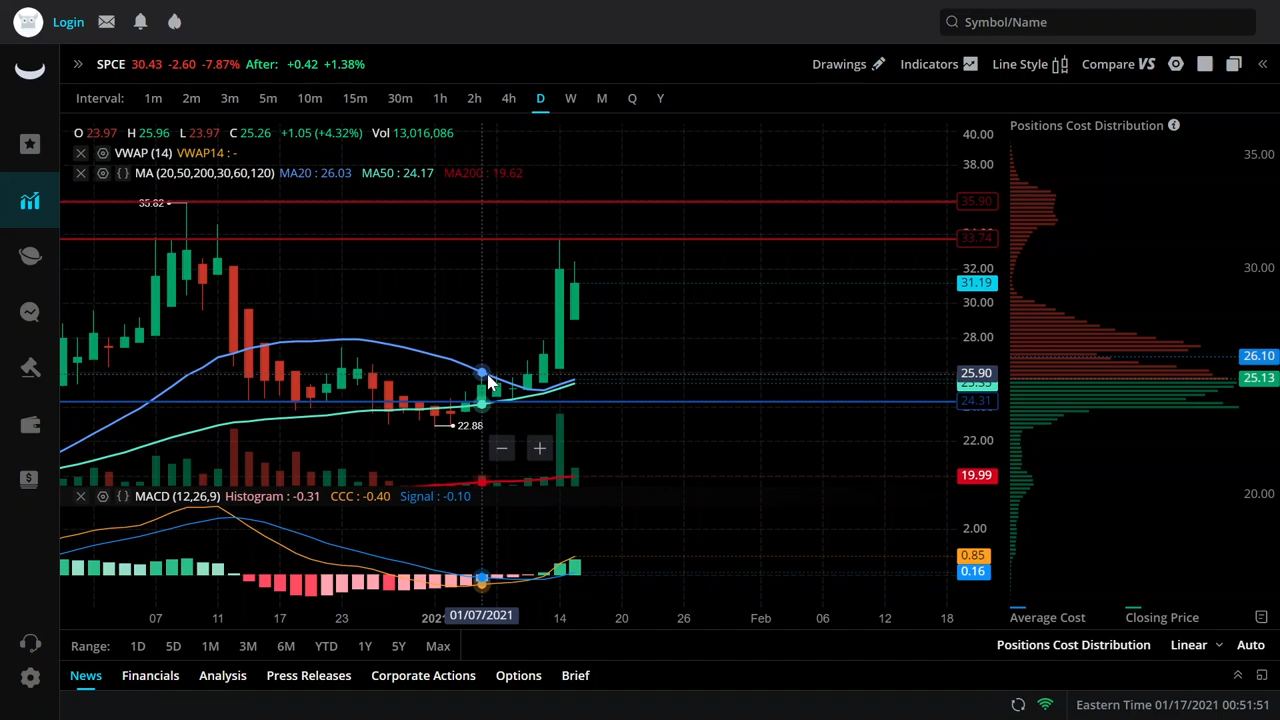 Login
Symbol/Name
SPCE 30.43 -2.60 -7.87% After: +0.42 +1.38%
Drawings Indicators Line Style Compare VS
Interval: 1m 2m 3m 5m 10m 15m 30m 1h 2h 4h D W M Q Y
O 23.97 H 25.96 L 23.97 C 25.26 +1.05 (+4.32%) Vol 13,016,086
VWAP (14) VWAP14 : -
MA (20,50,200,30,60,120) MA20: 26.03 MA50 : 24.17 MA200 : 19.62
40.00
38.00
35.90
33.74
32.00
31.19
30.00
28.00
25.90
24.31
22.00
19.99
35.82
22.88
MACD (12,26,9) Histogram : -0.3 CCC : -0.40 Signal : -0.10
2.00
0.85
0.16
07 11 17 23 2021 01/07/2021 14 20 26 Feb 06 12 18
Positions Cost Distribution
35.00
30.00
26.10
25.13
20.00
Average Cost Closing Price
Range: 1D 5D 1M 3M 6M YTD 1Y 5Y Max
Positions Cost Distribution Linear Auto
News Financials Analysis Press Releases Corporate Actions Options Brief
Eastern Time 01/17/2021 00:51:51